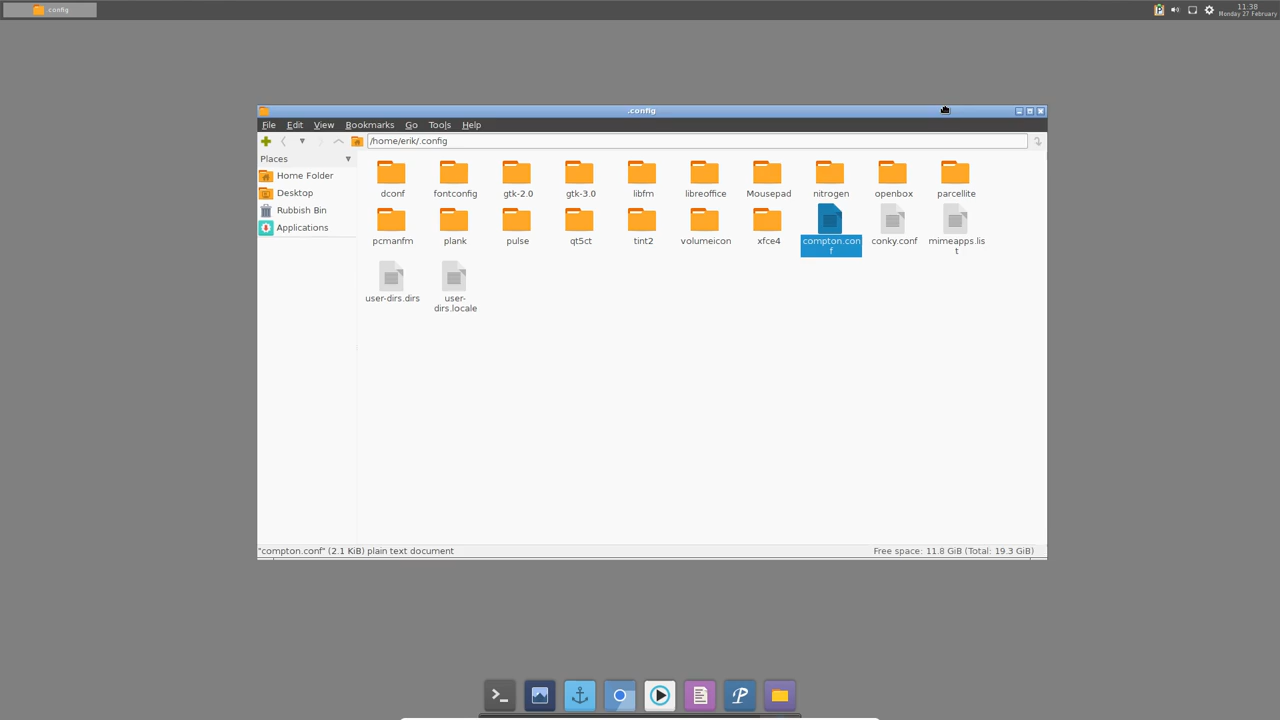 config
11.38
Monday 27 February
.config
File Edit View Bookmarks Go Tools Help
/home/erik/.config
Places
Home Folder
Desktop
Rubbish Bin
Applications
dconf fontconfig gtk-2.0 gtk-3.0 libfm libreoffice Mousepad nitrogen openbox parcellite
pcmanfm plank pulse qt5ct tint2 volumeicon xfce4 compton.con conky.conf mimeapps.lis
f t
user-dirs.dirs user-
dirs.locale
"compton.conf" (2.1 KiB) plain text document Free space: 11.8 GiB (Total: 19.3 GiB)